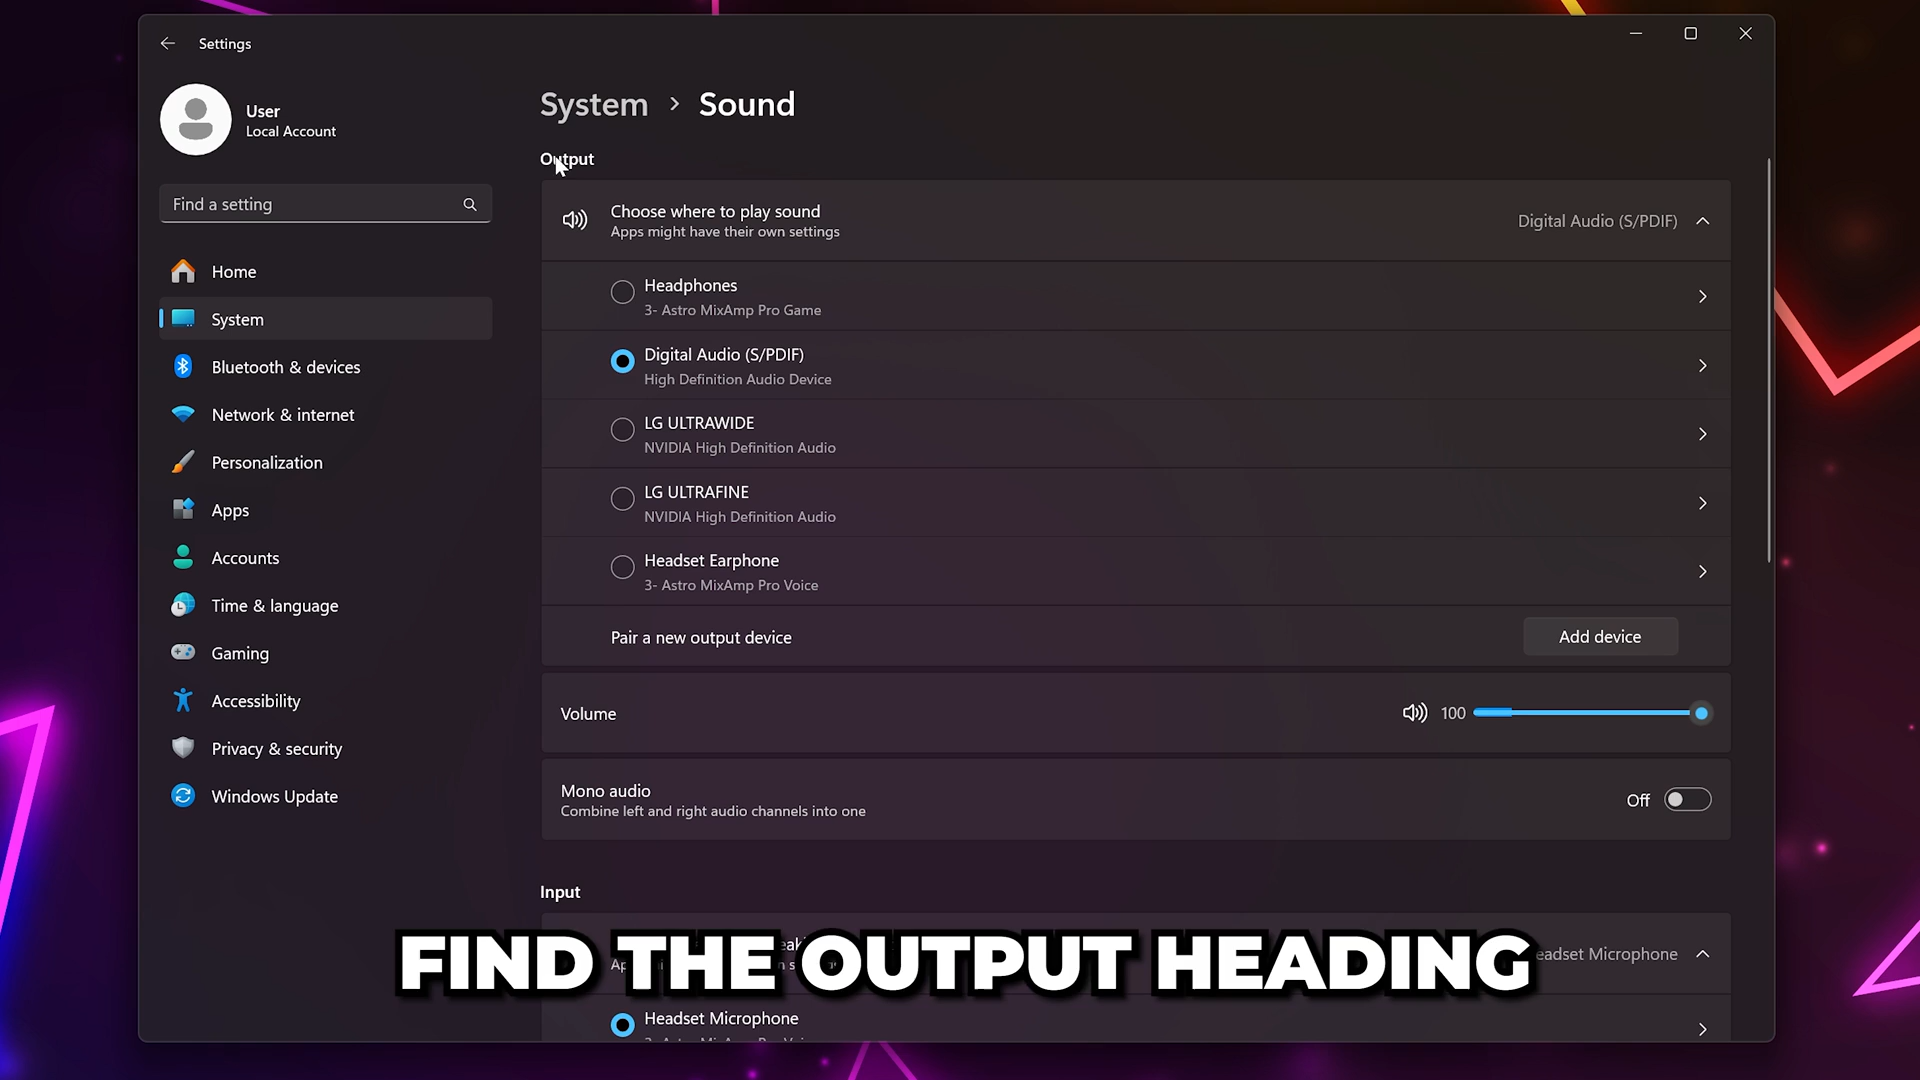 Settings
User
Local Account
Find a setting
Home
System
Bluetooth & devices
Network & internet
Personalization
Apps
Accounts
Time & language
Gaming
Accessibility
Privacy & security
Windows Update
System > Sound
Output
Choose where to play sound
Apps might have their own settings
Digital Audio (S/PDIF)
Headphones
3- Astro MixAmp Pro Game
Digital Audio (S/PDIF)
High Definition Audio Device
LG ULTRAWIDE
NVIDIA High Definition Audio
LG ULTRAFINE
NVIDIA High Definition Audio
Headset Earphone
3- Astro MixAmp Pro Voice
Pair a new output device
Add device
Volume
100
Mono audio
Combine left and right audio channels into one
Off
Input
Microphone
FIND THE OUTPUT HEADING
Headset Microphone